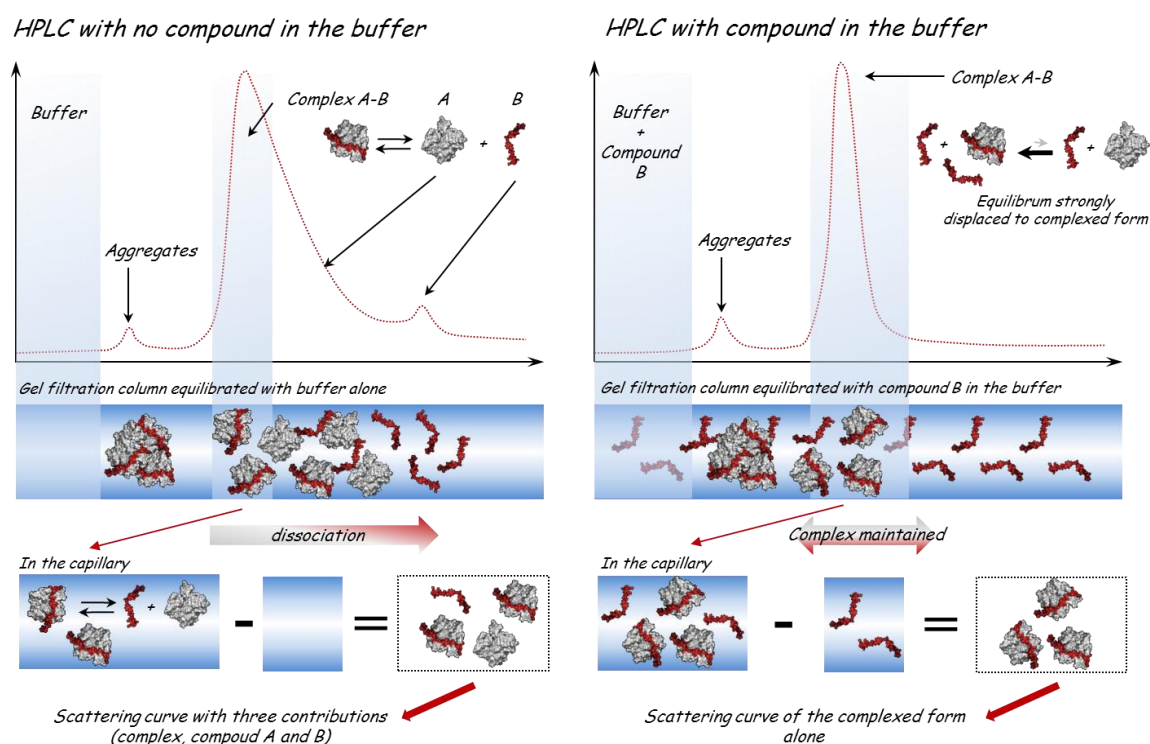 HPLC with no compound in the buffer
Buffer
Complex A-B
A
B
+
Aggregates
Gel filtration column equilibrated with buffer alone
dissociation
In the capillary
+
-
=
Scattering curve with three contributions
(complex, compoud A and B)
HPLC with compound in the buffer
Buffer
+
Compound
B
Complex A-B
+
+
Equilibrum strongly
displaced to complexed form
Aggregates
Gel filtration column equilibrated with compound B in the buffer
Complex maintained
In the capillary
-
=
Scattering curve of the complexed form
alone